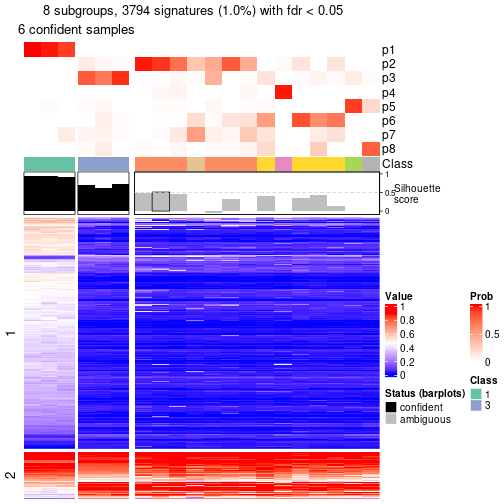 8 subgroups, 3794 signatures (1.0%) with fdr < 0.05
6 confident samples
p1
p2
p3
p4
p5
p6
p7
p8
Class
1
0.5
0
Silhouette
score
1
2
Value
1
0.8
0.6
0.4
0.2
0
Prob
1
0.5
0
Status (barplots)
confident
ambiguous
Class
1
3